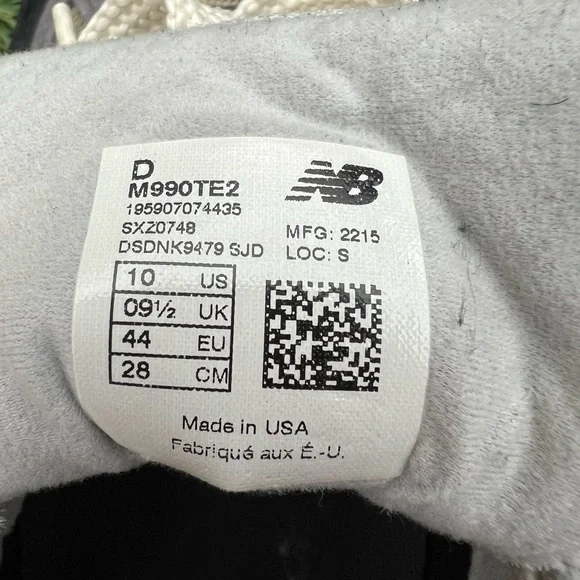 D
M990TE2
195907074435
SXZ0748
DSDNK9479 SJD
NB
MFG: 2215
LOC: S
10 US
09½ UK
44 EU
28 CM
Made in USA
Fabriqué aux É.-U.